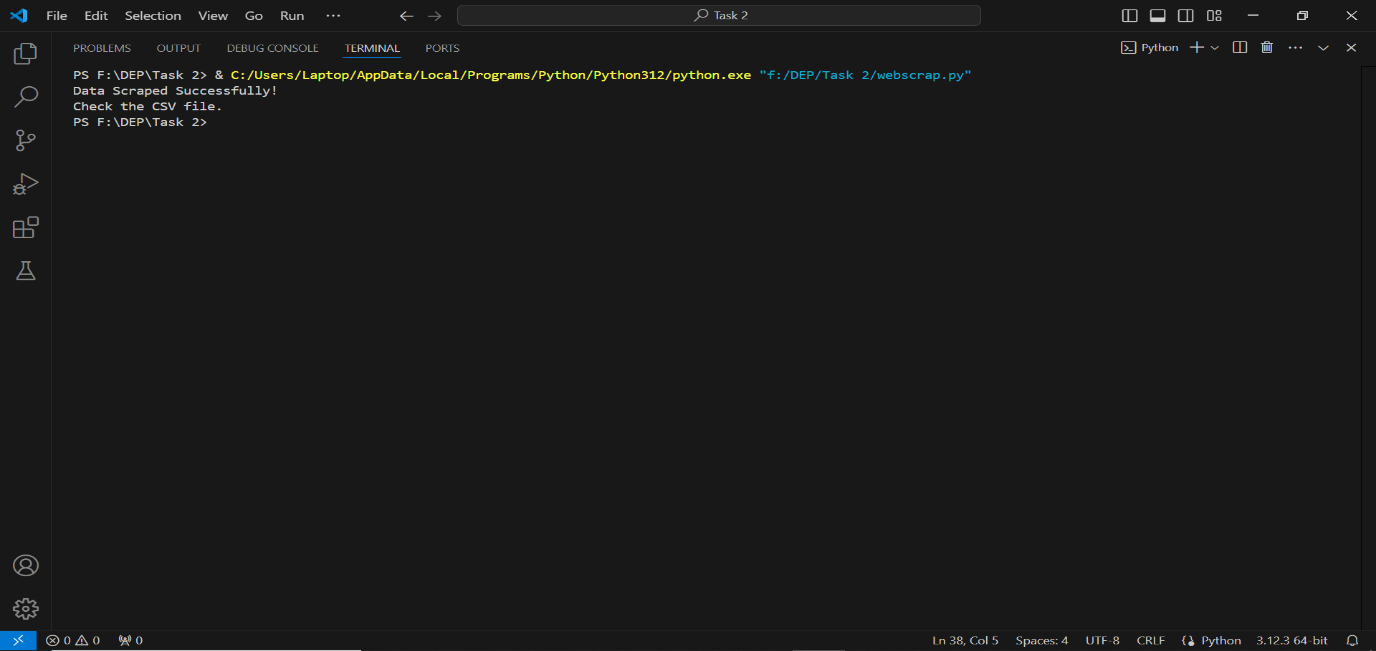 File Edit Selection View Go Run ··· Task 2
PROBLEMS OUTPUT DEBUG CONSOLE TERMINAL PORTS Python
PS F:\DEP\Task 2> & C:/Users/Laptop/AppData/Local/Programs/Python/Python312/python.exe "f:/DEP/Task 2/webscrap.py"
Data Scraped Successfully!
Check the CSV file.
PS F:\DEP\Task 2>
0 0 0 Ln 38, Col 5 Spaces: 4 UTF-8 CRLF Python 3.12.3 64-bit